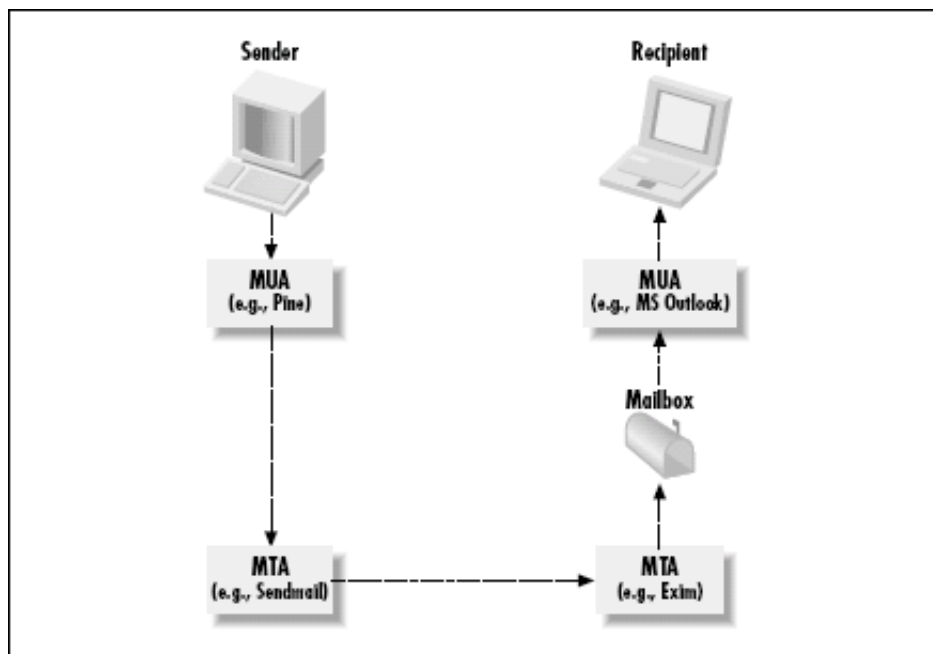 Sender
Recipient
MUA
(e.g., Pine)
MUA
(e.g., MS Outlook)
Mailbox
MTA
(e.g., Sendmail)
MTA
(e.g., Exim)